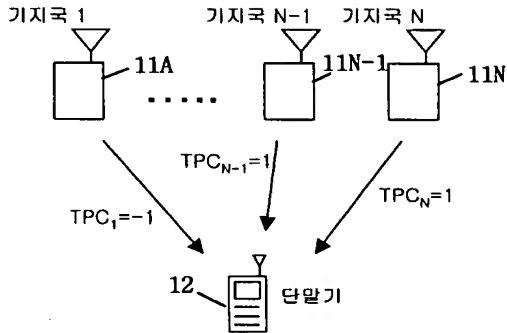 기지국 1
기지국 N-1
기지국 N
11A
11N-1
11N
.....
TPC₁=-1
TPCN-1=1
TPCN=1
12
단말기